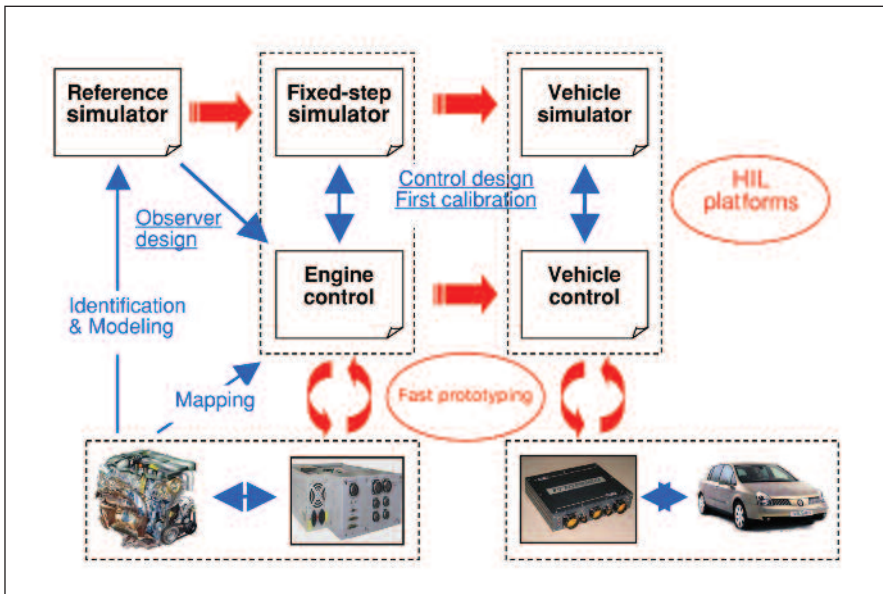 Reference
simulator
Fixed-step
simulator
Vehicle
simulator
Control design
First calibration
HIL
platforms
Observer
design
Engine
control
Vehicle
control
Identification
& Modeling
Mapping
Fast prototyping